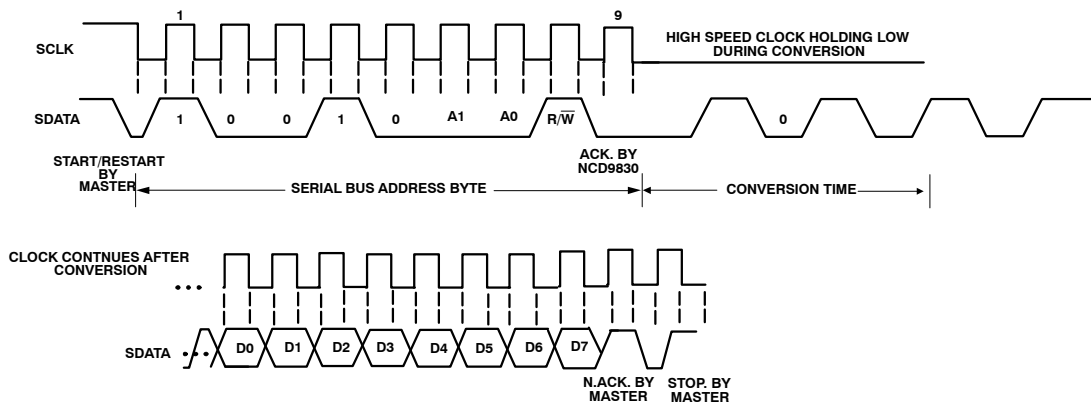 1
9
SCLK
HIGH SPEED CLOCK HOLDING LOW
DURING CONVERSION
SDATA
1 0 0 1 0 A1 A0 R/W̅ 0
START/RESTART
BY
MASTER
ACK. BY
NCD9830
SERIAL BUS ADDRESS BYTE
CONVERSION TIME
CLOCK CONTNUES AFTER
CONVERSION
...
SDATA ... D0 D1 D2 D3 D4 D5 D6 D7
N.ACK. BY
MASTER
STOP. BY
MASTER